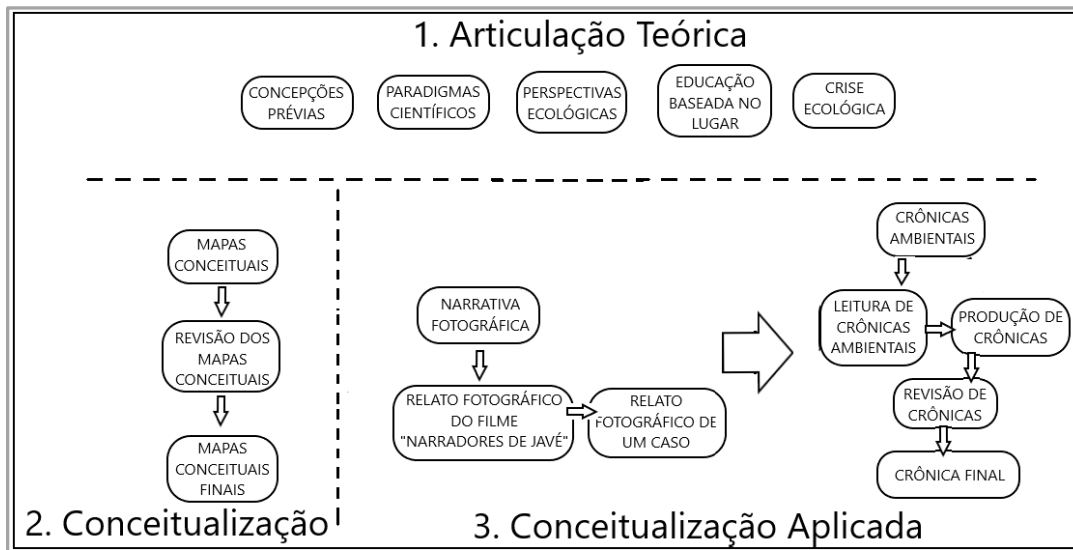 1. Articulação Teórica
CONCEPÇÕES
PRÉVIAS
PARADIGMAS
CIENTÍFICOS
PERSPECTIVAS
ECOLÓGICAS
EDUCAÇÃO
BASEADA NO
LUGAR
CRISE
ECOLÓGICA
MAPAS
CONCEITUAIS
REVISÃO DOS
MAPAS
CONCEITUAIS
MAPAS
CONCEITUAIS
FINAIS
2. Conceitualização
NARRATIVA
FOTOGRÁFICA
RELATO FOTOGRÁFICO
DO FILME
"NARRADORES DE JAVÉ"
RELATO
FOTOGRÁFICO DE
UM CASO
CRÔNICAS
AMBIENTAIS
LEITURA DE
CRÔNICAS
AMBIENTAIS
PRODUÇÃO DE
CRÔNICAS
REVISÃO DE
CRÔNICAS
CRÔNICA FINAL
3. Conceitualização Aplicada